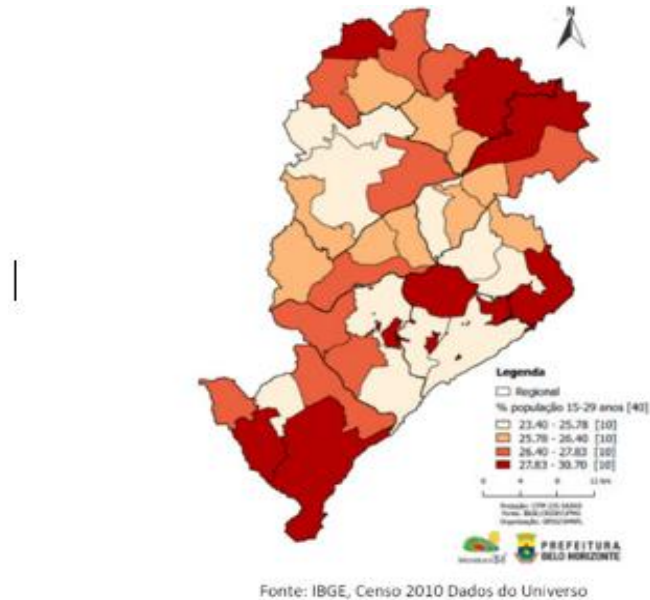 N
Legenda
Regional
% população 15-29 anos [40]
23.40 - 25.78 [10]
25.78 - 26.40 [10]
26.40 - 27.83 [10]
27.83 - 30.70 [10]
PREFEITURA
BELO HORIZONTE
Fonte: IBGE, Censo 2010 Dados do Universo